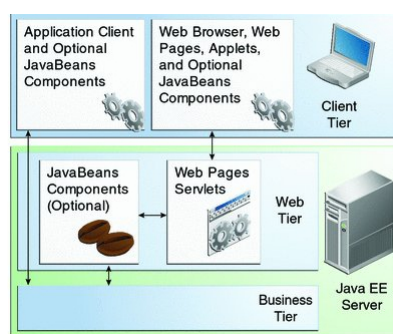 Application Client
and Optional
JavaBeans
Components
Web Browser, Web
Pages, Applets,
and Optional
JavaBeans
Components
Client
Tier
JavaBeans
Components
(Optional)
Web Pages
Servlets
Web
Tier
Java EE
Server
Business
Tier